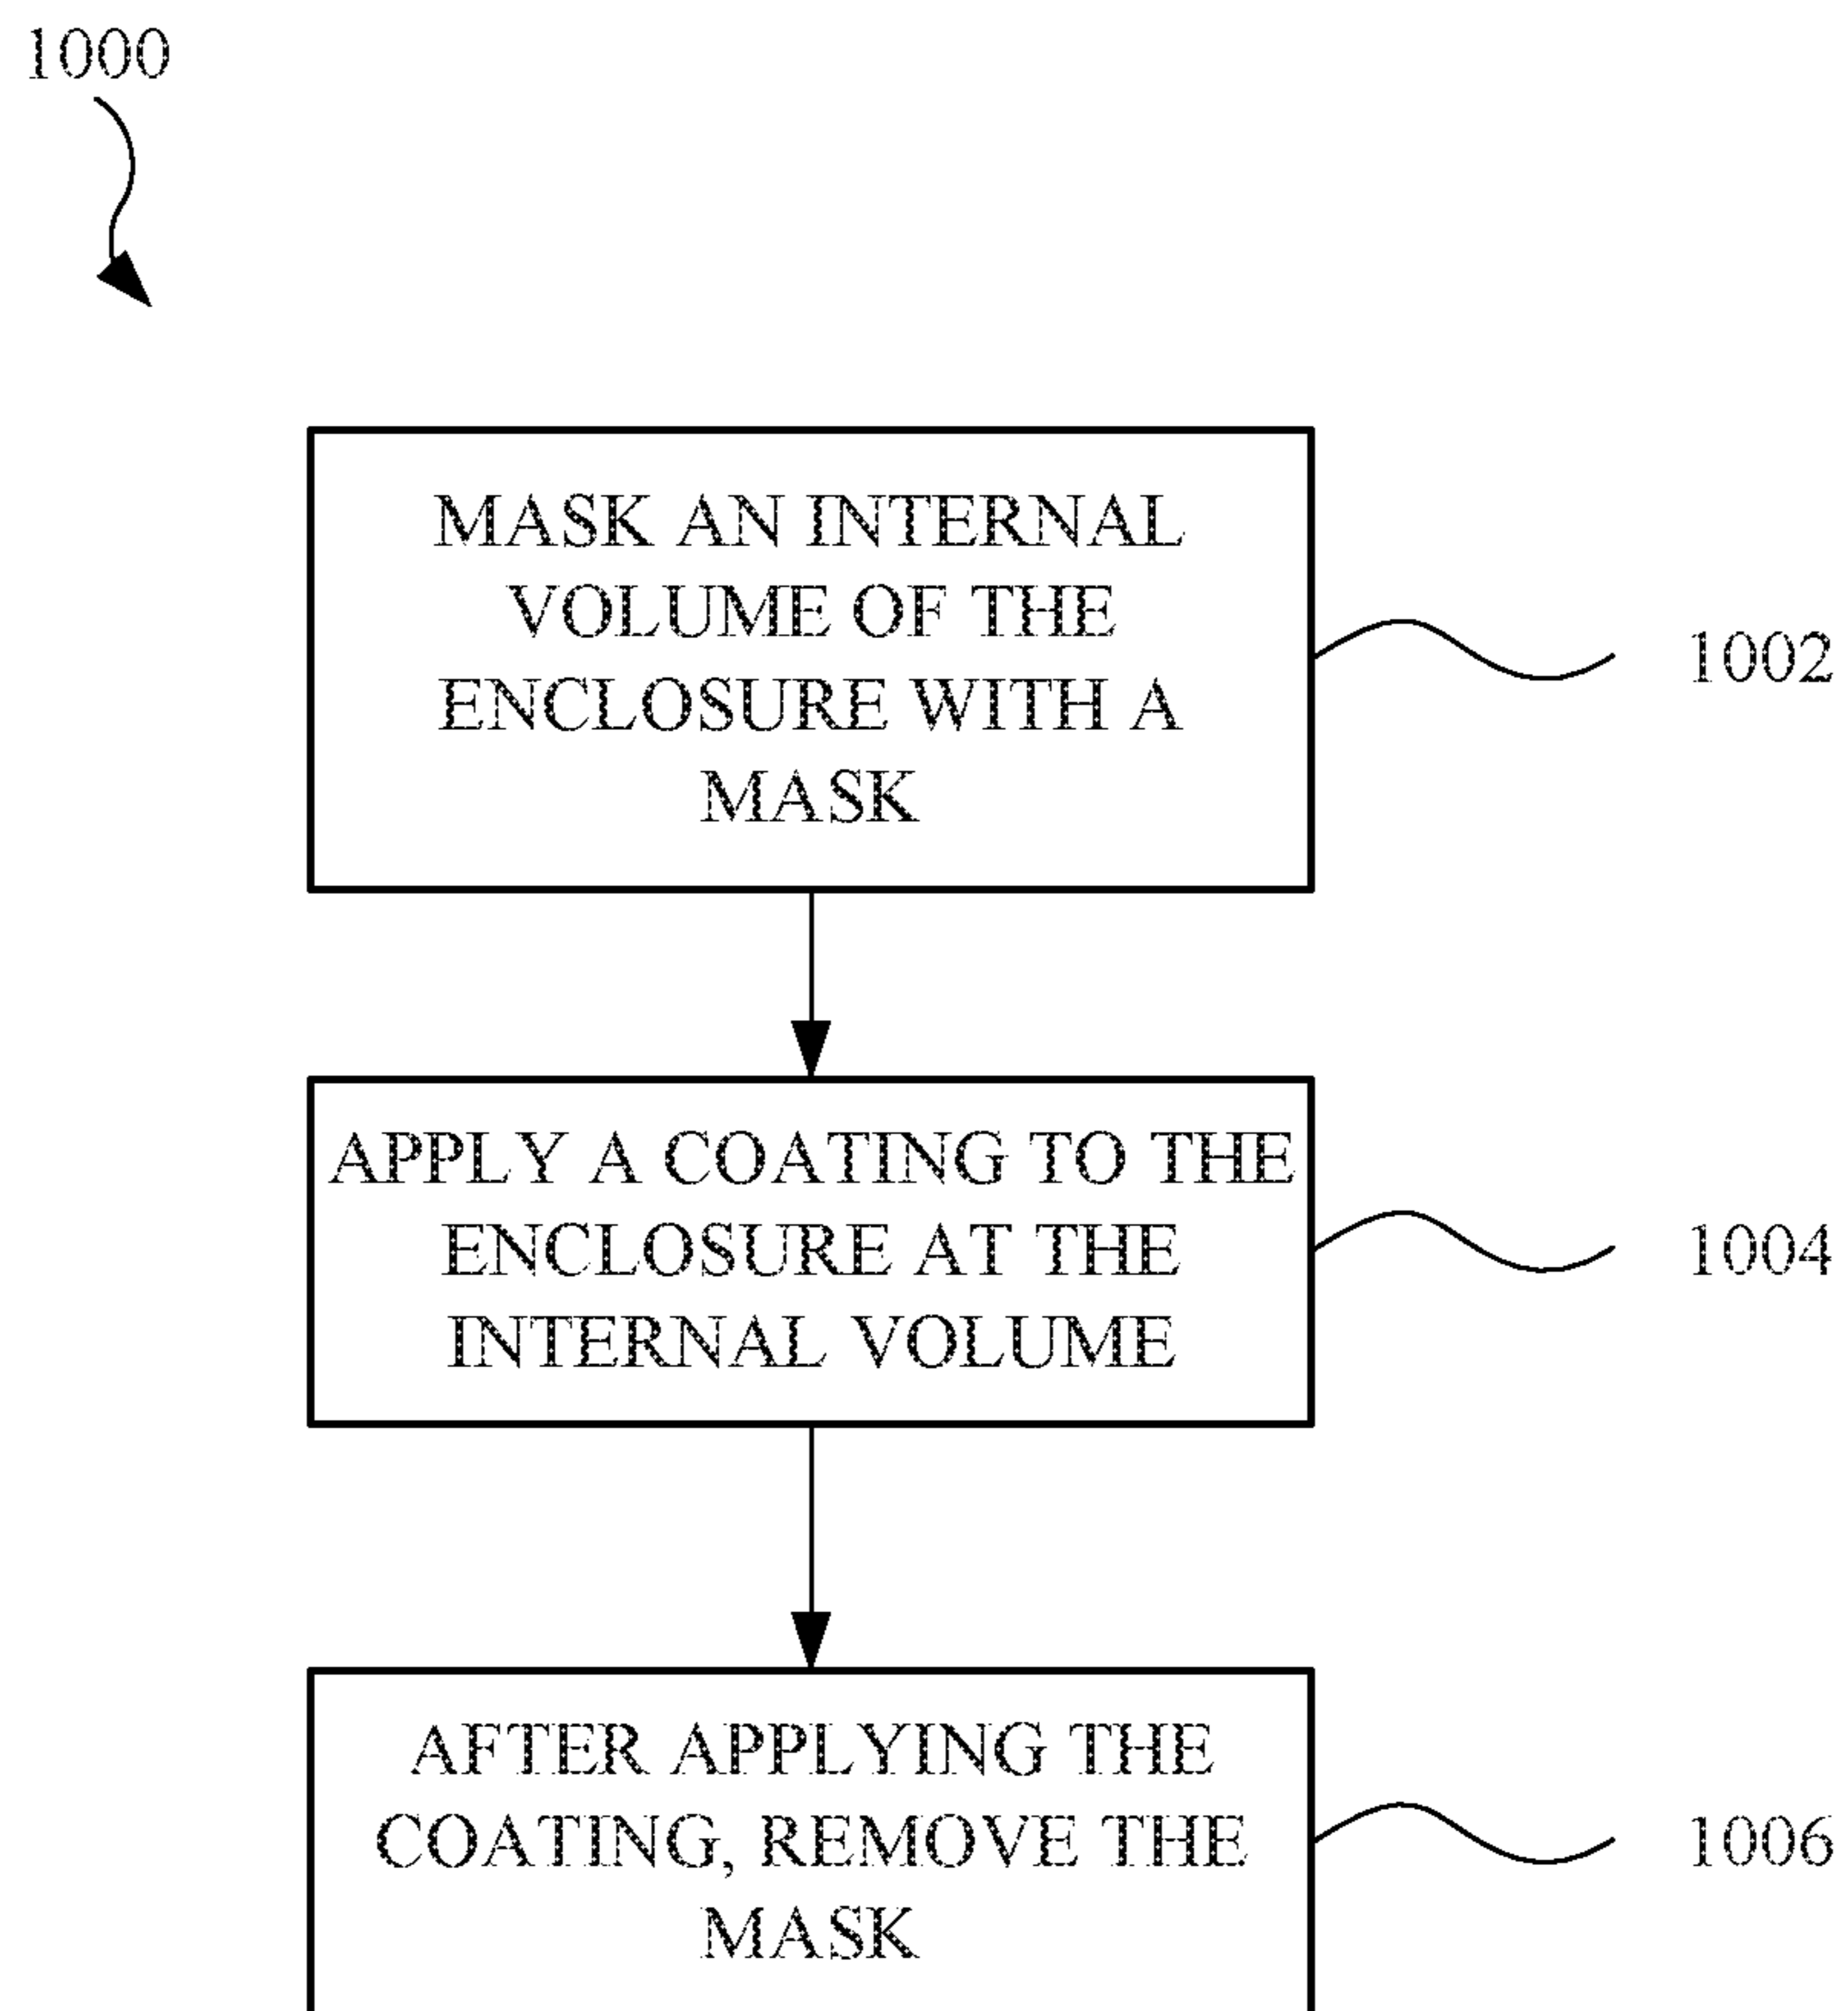 1000
MASK AN INTERNAL
VOLUME OF THE
ENCLOSURE WITH A
MASK
1002
APPLY A COATING TO THE
ENCLOSURE AT THE
INTERNAL VOLUME
1004
AFTER APPLYING THE
COATING, REMOVE THE
MASK
1006